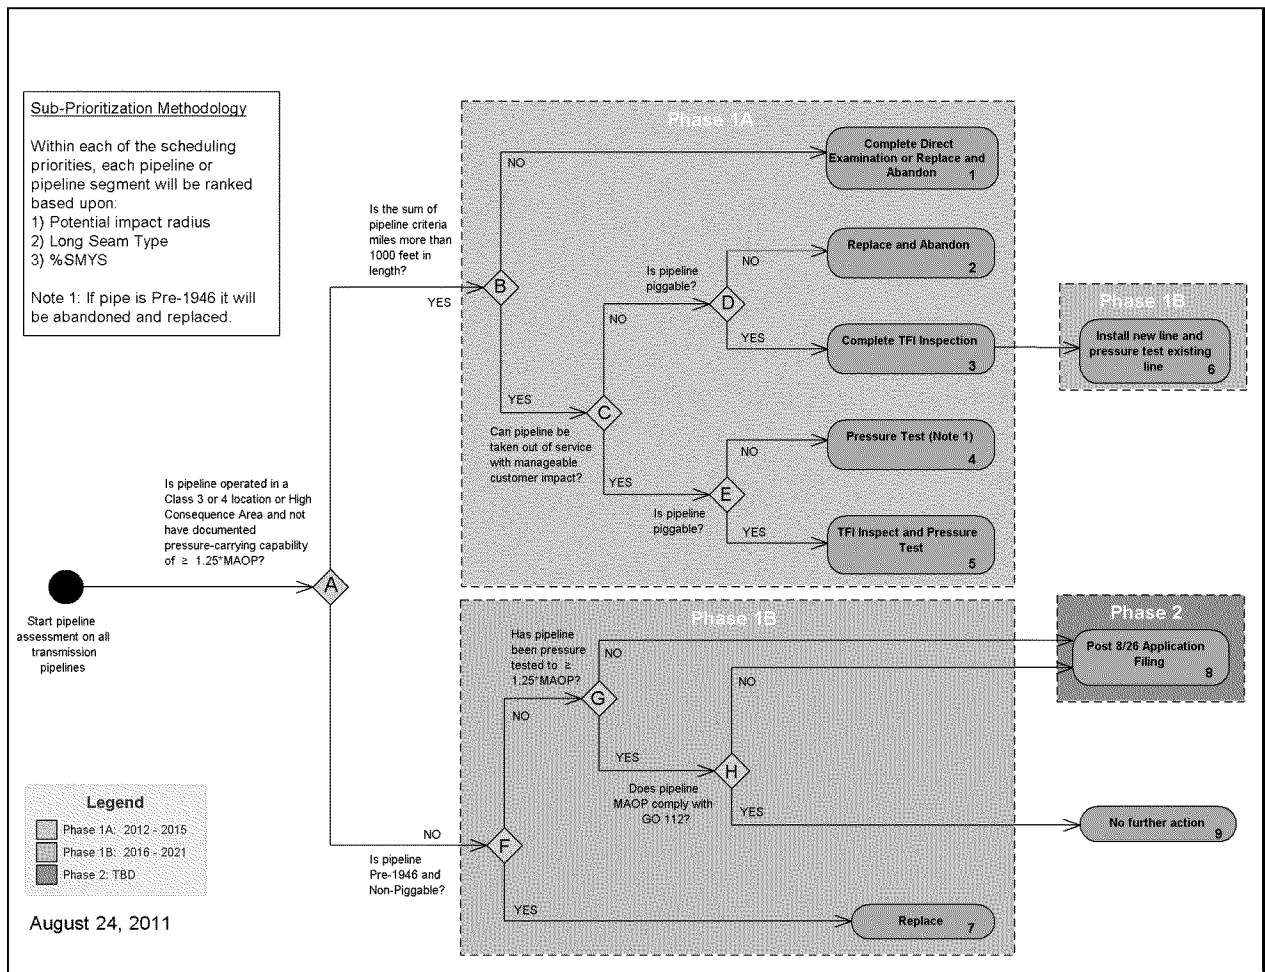 Sub-Prioritization Methodology
Within each of the scheduling
priorities, each pipeline or
pipeline segment will be ranked
based upon:
1) Potential impact radius
2) Long Seam Type
3) %SMYS
Note 1: If pipe is Pre-1946 it will
be abandoned and replaced.
Phase 1A
Complete Direct
Examination or Replace and
Abandon
1
NO
Is the sum of
pipeline criteria
miles more than
1000 feet in
length?
B
YES
Replace and Abandon
2
NO
Is pipeline
piggable?
D
NO
YES
Complete TFI Inspection
3
Phase 1B
Install new line and
pressure test existing
line
6
YES
C
Can pipeline be
taken out of service
with manageable
customer impact?
YES
Pressure Test (Note 1)
4
NO
E
Is pipeline
piggable?
YES
TFI Inspect and Pressure
Test
5
Is pipeline operated in a
Class 3 or 4 location or High
Consequence Area and not
have documented
pressure-carrying capability
of ≥ 1.25*MAOP?
A
Start pipeline
assessment on all
transmission
pipelines
Phase 1B
Has pipeline
been pressure
tested to ≥
1.25*MAOP?
NO
G
NO
YES
Phase 2
Post 8/26 Application
Filing
8
NO
H
Does pipeline
MAOP comply with
GO 112?
YES
No further action
9
NO
F
Is pipeline
Pre-1946 and
Non-Piggable?
YES
Replace
7
Legend
Phase 1A: 2012 - 2015
Phase 1B: 2016 - 2021
Phase 2: TBD
August 24, 2011